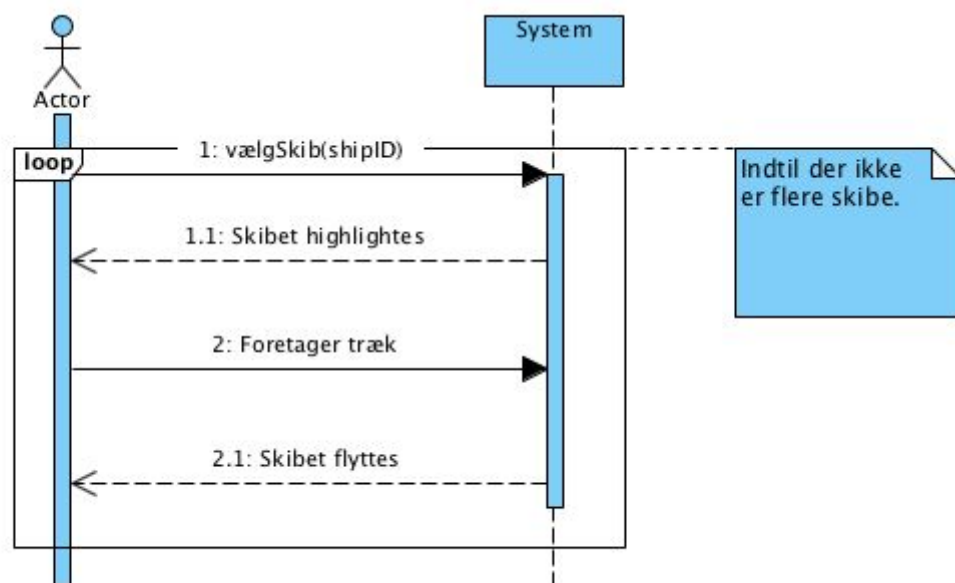 System
Actor
loop
1: vælgSkib(shipID)
Indtil der ikke
er flere skibe.
1.1: Skibet highlightes
2: Foretager træk
2.1: Skibet flyttes